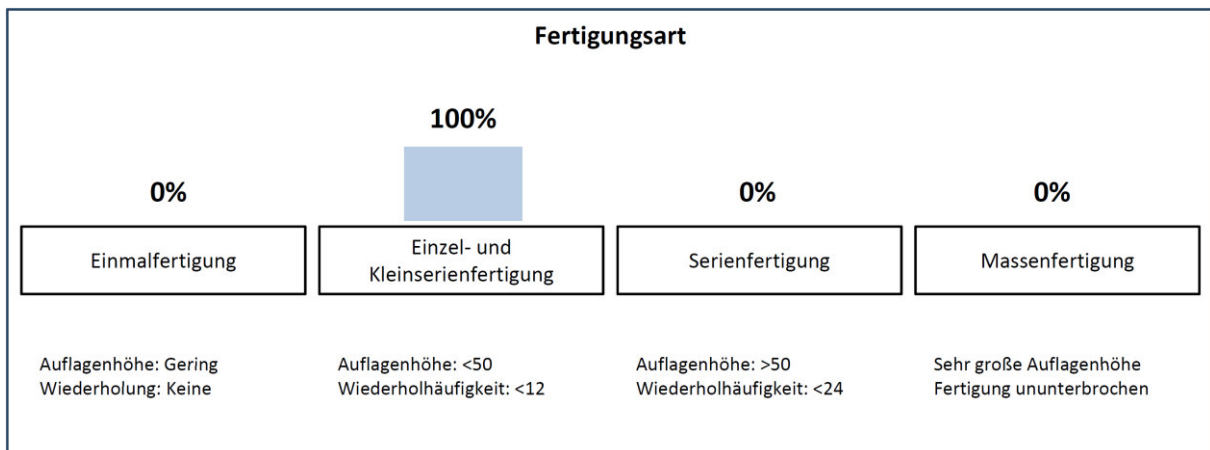 Fertigungsart
100%
0%
0%
0%
Einmalfertigung
Einzel- und
Kleinserienfertigung
Serienfertigung
Massenfertigung
Auflagenhöhe: Gering
Wiederholung: Keine
Auflagenhöhe: <50
Wiederholhäufigkeit: <12
Auflagenhöhe: >50
Wiederholhäufigkeit: <24
Sehr große Auflagenhöhe
Fertigung ununterbrochen